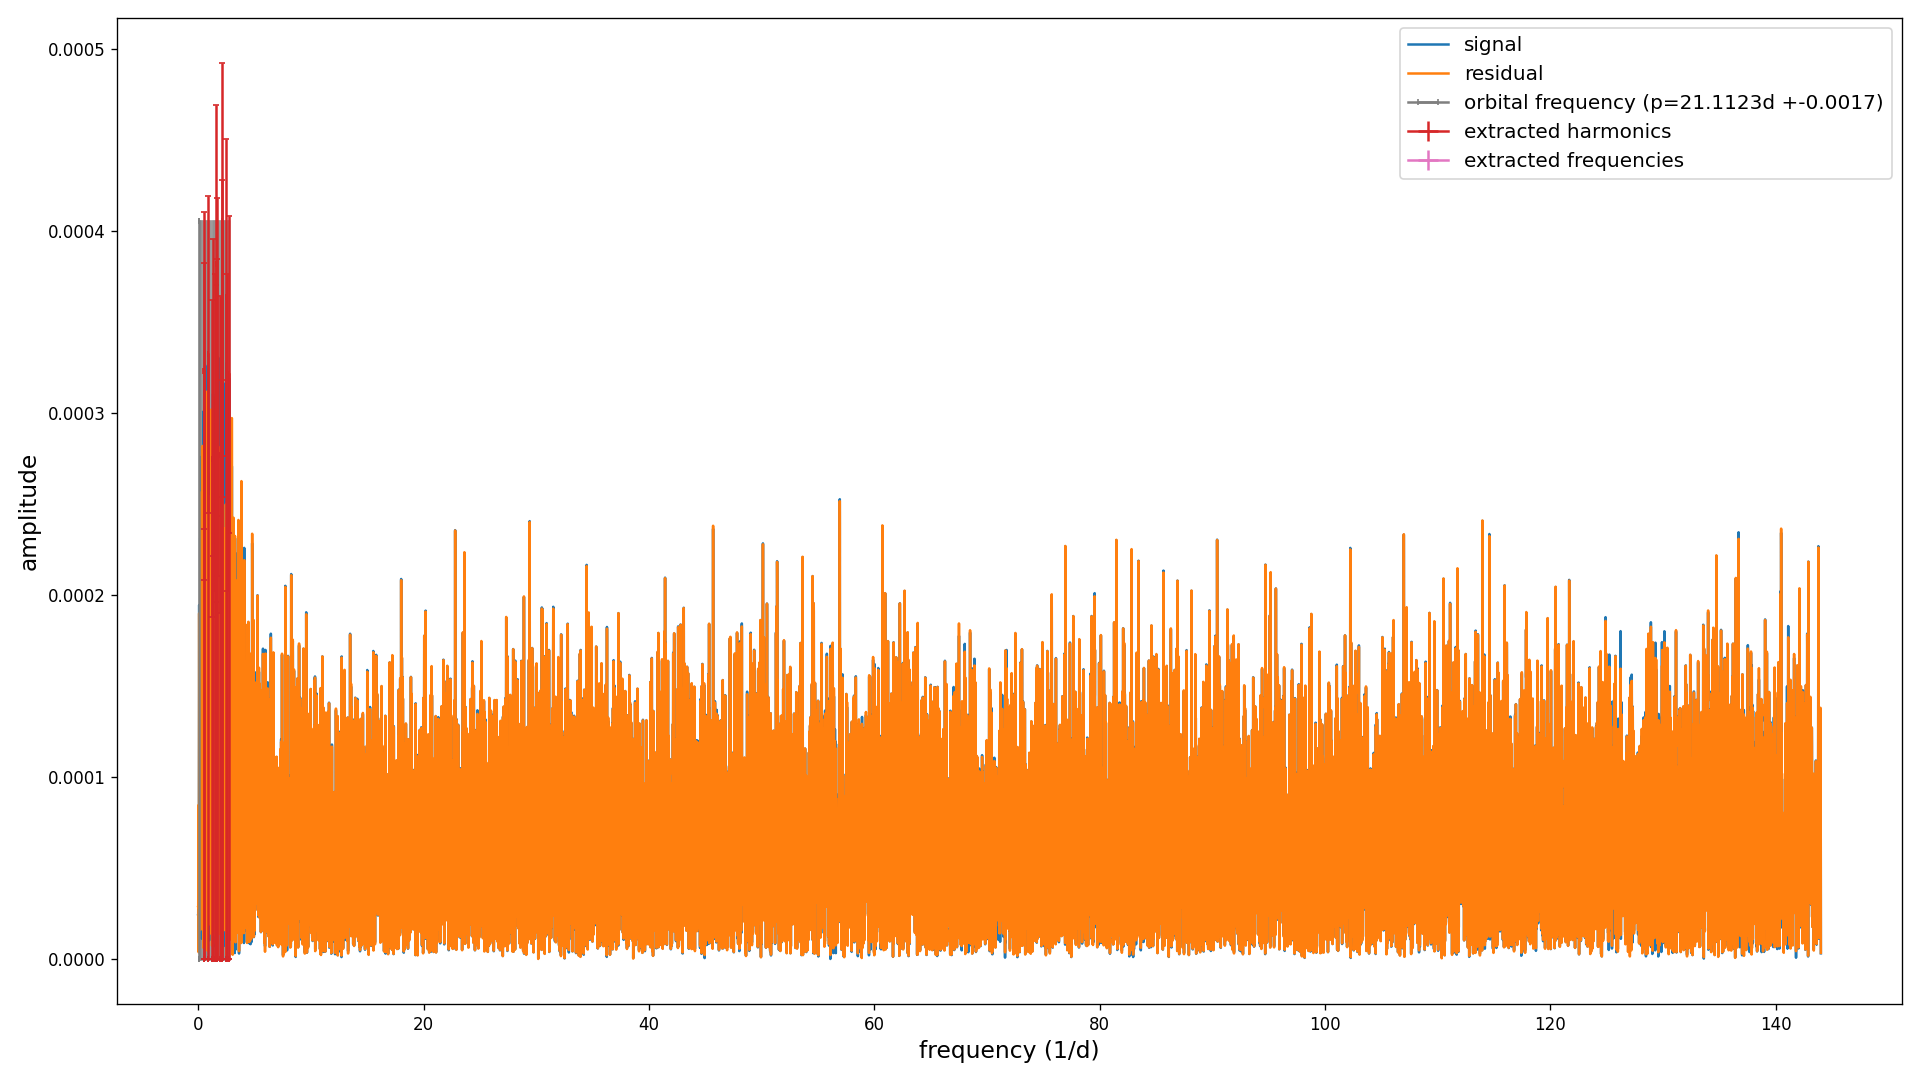 signal
residual
orbital frequency (p=21.1123d +-0.0017)
extracted harmonics
extracted frequencies
0.0005
0.0004
0.0003
0.0002
0.0001
0.0000
amplitude
0 20 40 60 80 100 120 140
frequency (1/d)